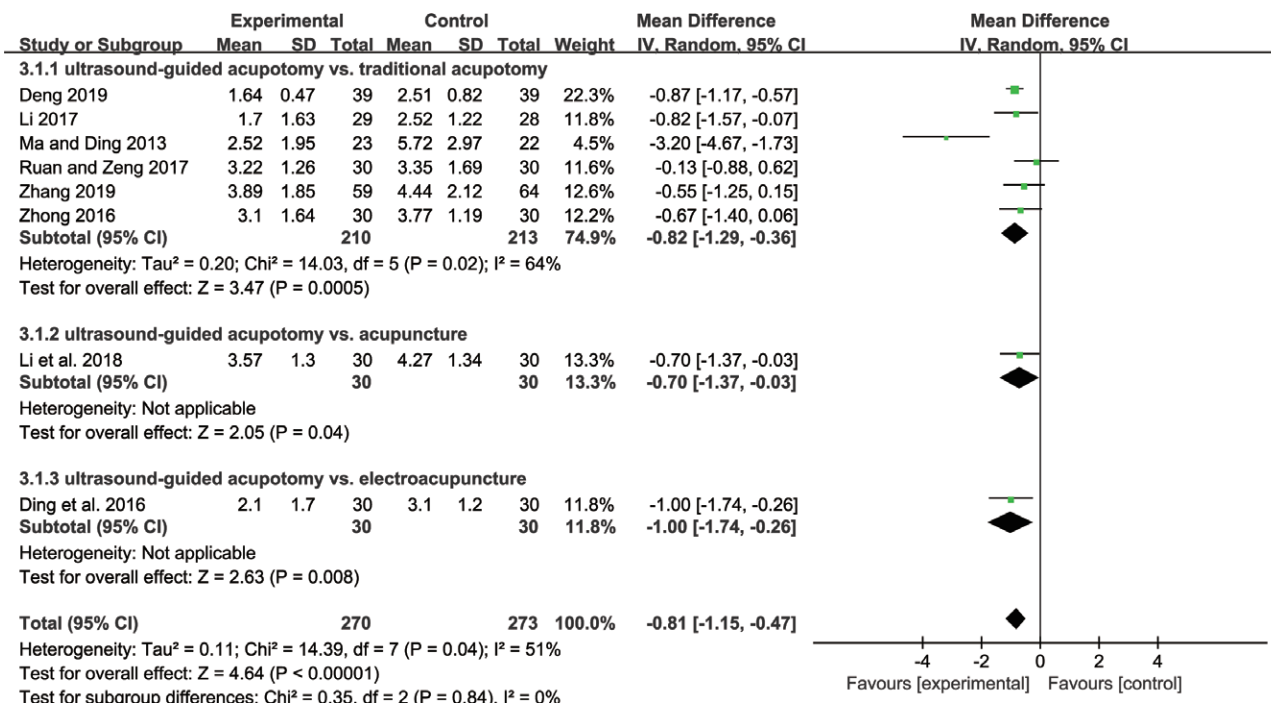 Experimental Control Mean Difference Mean Difference
Study or Subgroup Mean SD Total Mean SD Total Weight IV, Random, 95% CI IV, Random, 95% CI
3.1.1 ultrasound-guided acupotomy vs. traditional acupotomy
Deng 2019 1.64 0.47 39 2.51 0.82 39 22.3% -0.87 [-1.17, -0.57]
Li 2017 1.7 1.63 29 2.52 1.22 28 11.8% -0.82 [-1.57, -0.07]
Ma and Ding 2013 2.52 1.95 23 5.72 2.97 22 4.5% -3.20 [-4.67, -1.73]
Ruan and Zeng 2017 3.22 1.26 30 3.35 1.69 30 11.6% -0.13 [-0.88, 0.62]
Zhang 2019 3.89 1.85 59 4.44 2.12 64 12.6% -0.55 [-1.25, 0.15]
Zhong 2016 3.1 1.64 30 3.77 1.19 30 12.2% -0.67 [-1.40, 0.06]
Subtotal (95% CI) 210 213 74.9% -0.82 [-1.29, -0.36]
Heterogeneity: Tau² = 0.20; Chi² = 14.03, df = 5 (P = 0.02); I² = 64%
Test for overall effect: Z = 3.47 (P = 0.0005)
3.1.2 ultrasound-guided acupotomy vs. acupuncture
Li et al. 2018 3.57 1.3 30 4.27 1.34 30 13.3% -0.70 [-1.37, -0.03]
Subtotal (95% CI) 30 30 13.3% -0.70 [-1.37, -0.03]
Heterogeneity: Not applicable
Test for overall effect: Z = 2.05 (P = 0.04)
3.1.3 ultrasound-guided acupotomy vs. electroacupuncture
Ding et al. 2016 2.1 1.7 30 3.1 1.2 30 11.8% -1.00 [-1.74, -0.26]
Subtotal (95% CI) 30 30 11.8% -1.00 [-1.74, -0.26]
Heterogeneity: Not applicable
Test for overall effect: Z = 2.63 (P = 0.008)
Total (95% CI) 270 273 100.0% -0.81 [-1.15, -0.47]
Heterogeneity: Tau² = 0.11; Chi² = 14.39, df = 7 (P = 0.04); I² = 51%
Test for overall effect: Z = 4.64 (P < 0.00001)
Test for subgroup differences: Chi² = 0.35, df = 2 (P = 0.84), I² = 0%
-4 -2 0 2 4
Favours [experimental] Favours [control]